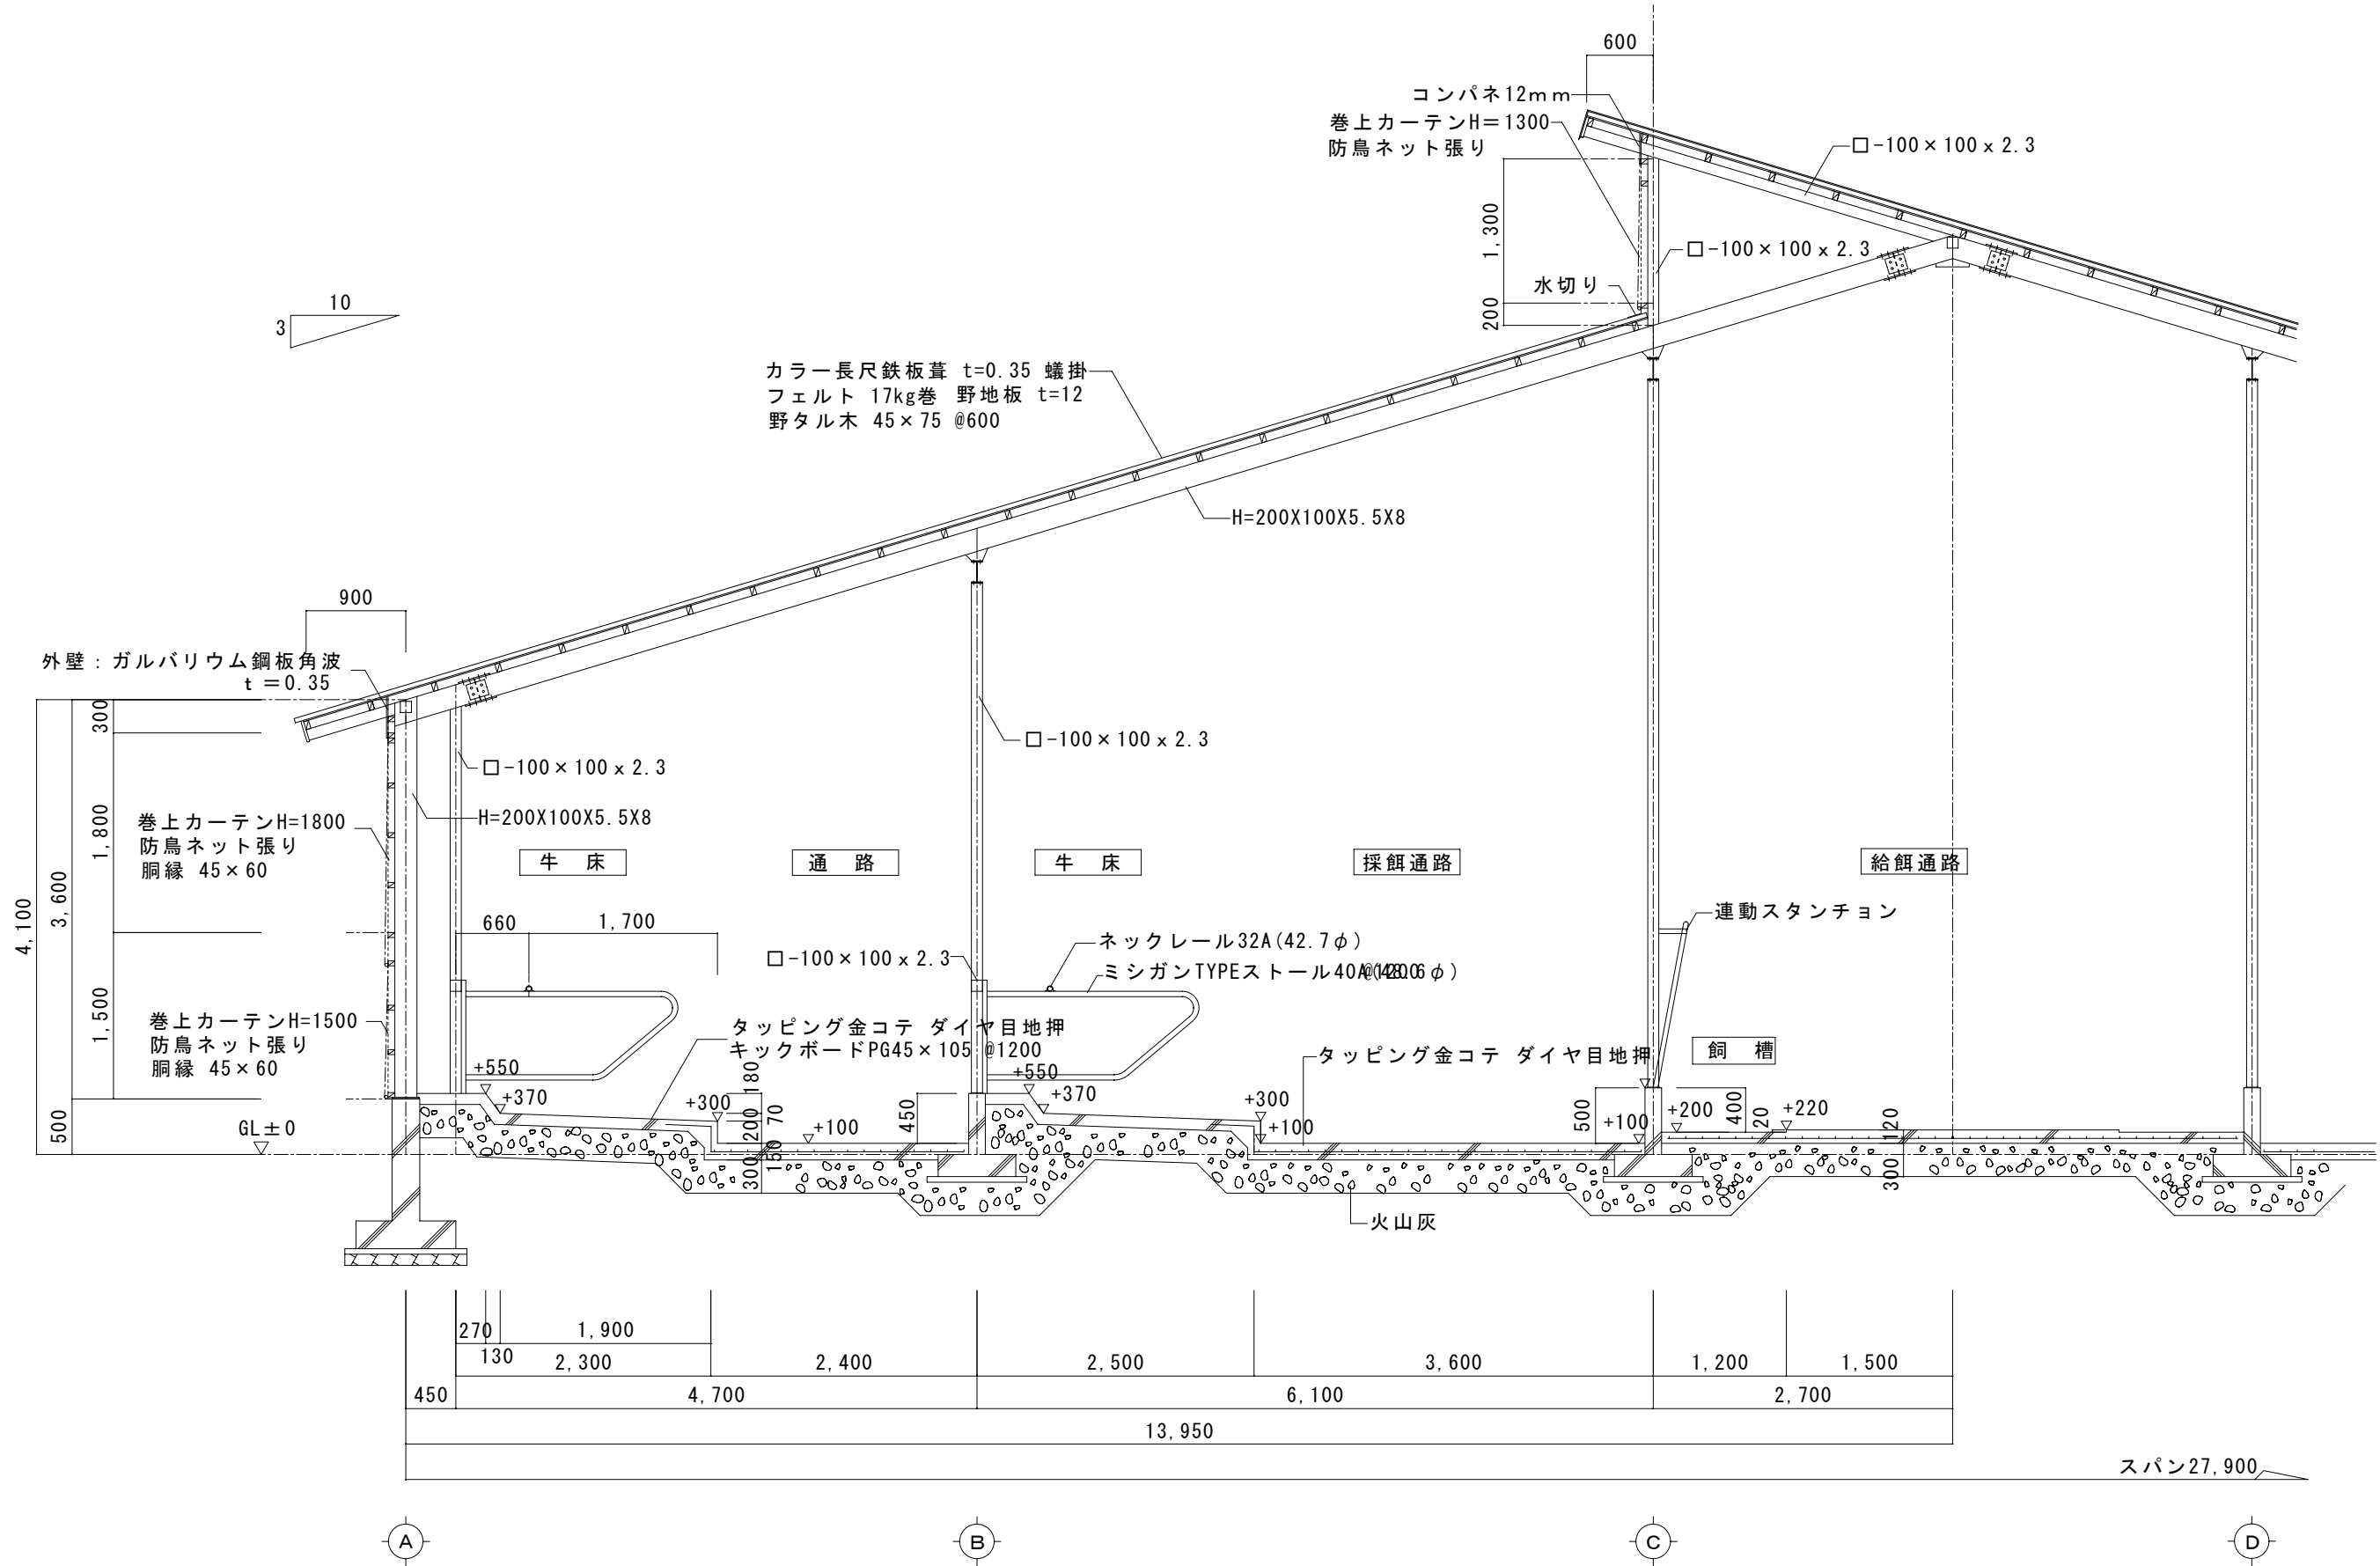 600
コンパネ12mm
巻上カーテンH=1300
防鳥ネット張り
□-100×100×2.3
1,300
□-100×100×2.3
水切り
200
10
3
カラー長尺鉄板葺 t=0.35 蟻掛
フェルト 17kg巻 野地板 t=12
野タル木 45×75 @600
H=200X100X5.5X8
900
外壁：ガルバリウム鋼板角波
t=0.35
300
□-100×100×2.3
□-100×100×2.3
H=200X100X5.5X8
巻上カーテンH=1800
防鳥ネット張り
胴縁 45×60
1,800
3,600
4,100
牛 床
通 路
牛 床
採餌通路
給餌通路
660
1,700
連動スタンチョン
ネックレール32A(42.7φ)
□-100×100×2.3
ミシガンTYPEストール40A
1,500
巻上カーテンH=1500
防鳥ネット張り
胴縁 45×60
タッピング金コテ ダイヤ目地押
キックボードPG45×105 @1200
タッピング金コテ ダイヤ目地押
飼 槽
+550
+370
+300
180
200
70
150
300
+100
450
+550
+370
+300
+100
500
+100
+200
400
20
+220
120
300
500
GL±0
火山灰
270
130
1,900
2,300
2,400
2,500
3,600
1,200
1,500
450
4,700
6,100
2,700
13,950
スパン27,900
A
B
C
D